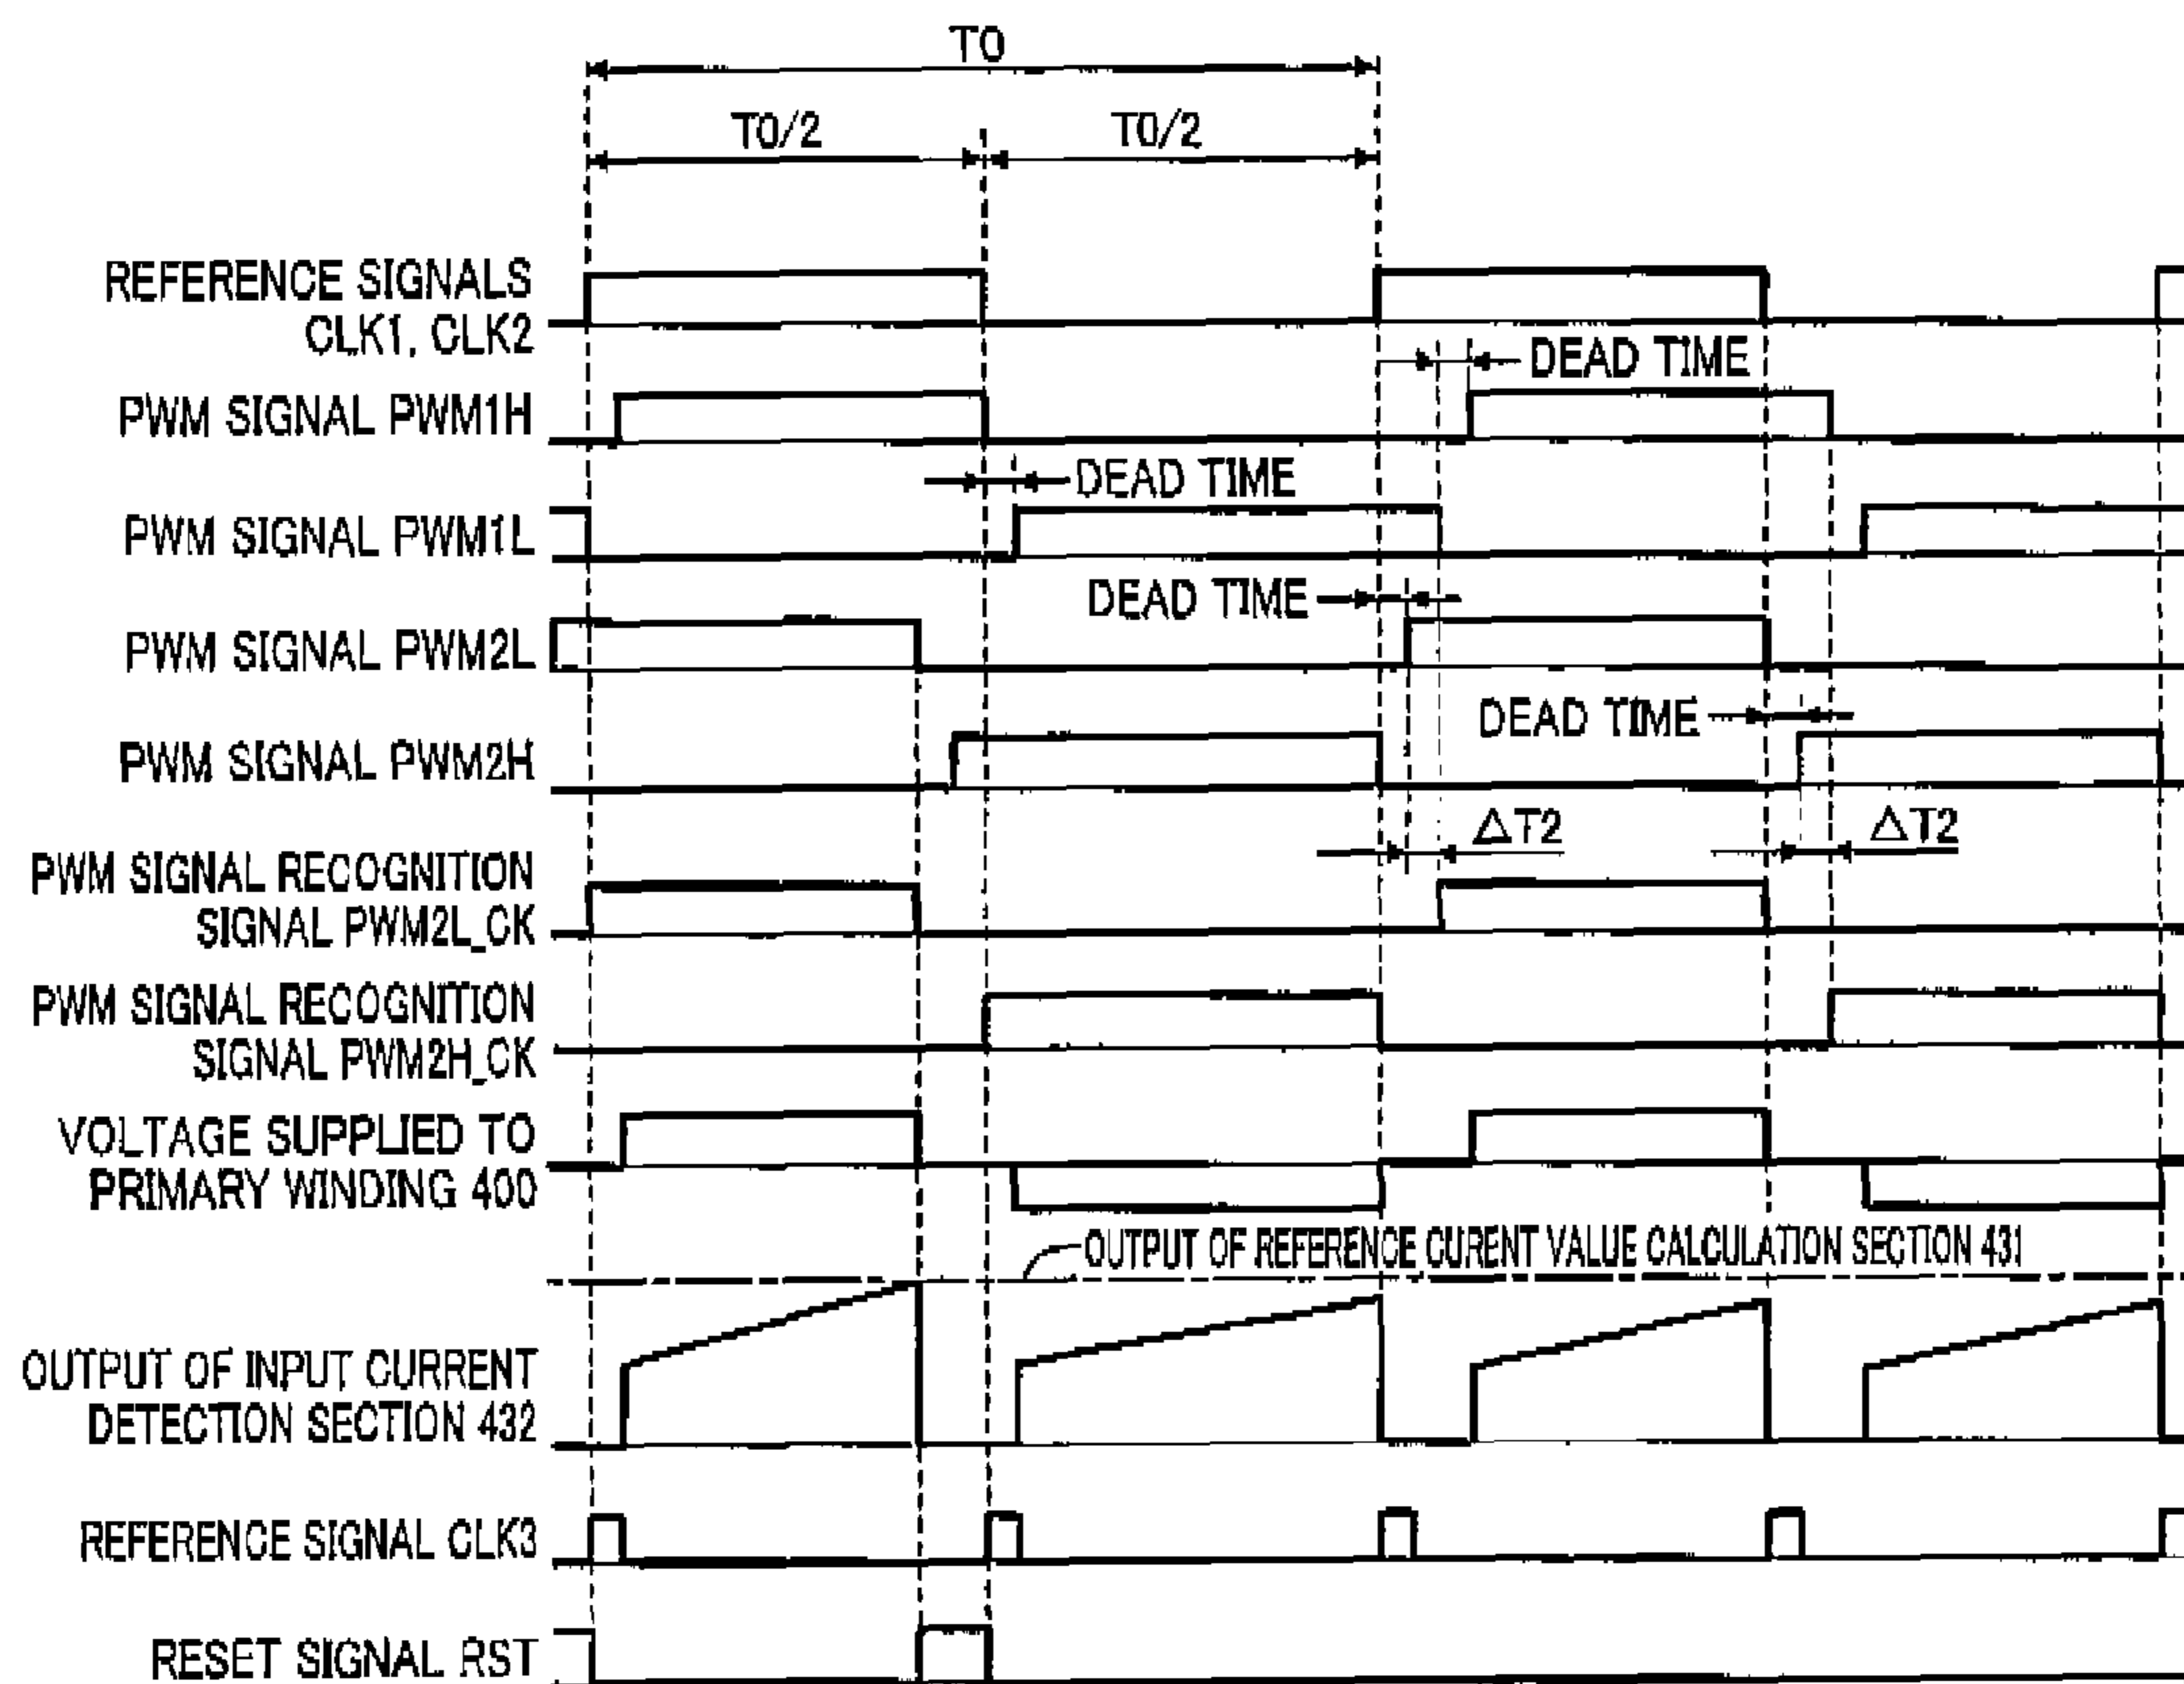 T0
T0/2 T0/2
REFERENCE SIGNALS
CLK1, CLK2
DEAD TIME
PWM SIGNAL PWM1H
DEAD TIME
PWM SIGNAL PWM1L
DEAD TIME
PWM SIGNAL PWM2L
DEAD TIME
PWM SIGNAL PWM2H
△T2 △T2
PWM SIGNAL RECOGNITION
SIGNAL PWM2L_CK
PWM SIGNAL RECOGNITION
SIGNAL PWM2H_CK
VOLTAGE SUPPLIED TO
PRIMARY WINDING 400
OUTPUT OF REFERENCE CURENT VALUE CALCULATION SECTION 431
OUTPUT OF INPUT CURRENT
DETECTION SECTION 432
REFERENCE SIGNAL CLK3
RESET SIGNAL RST